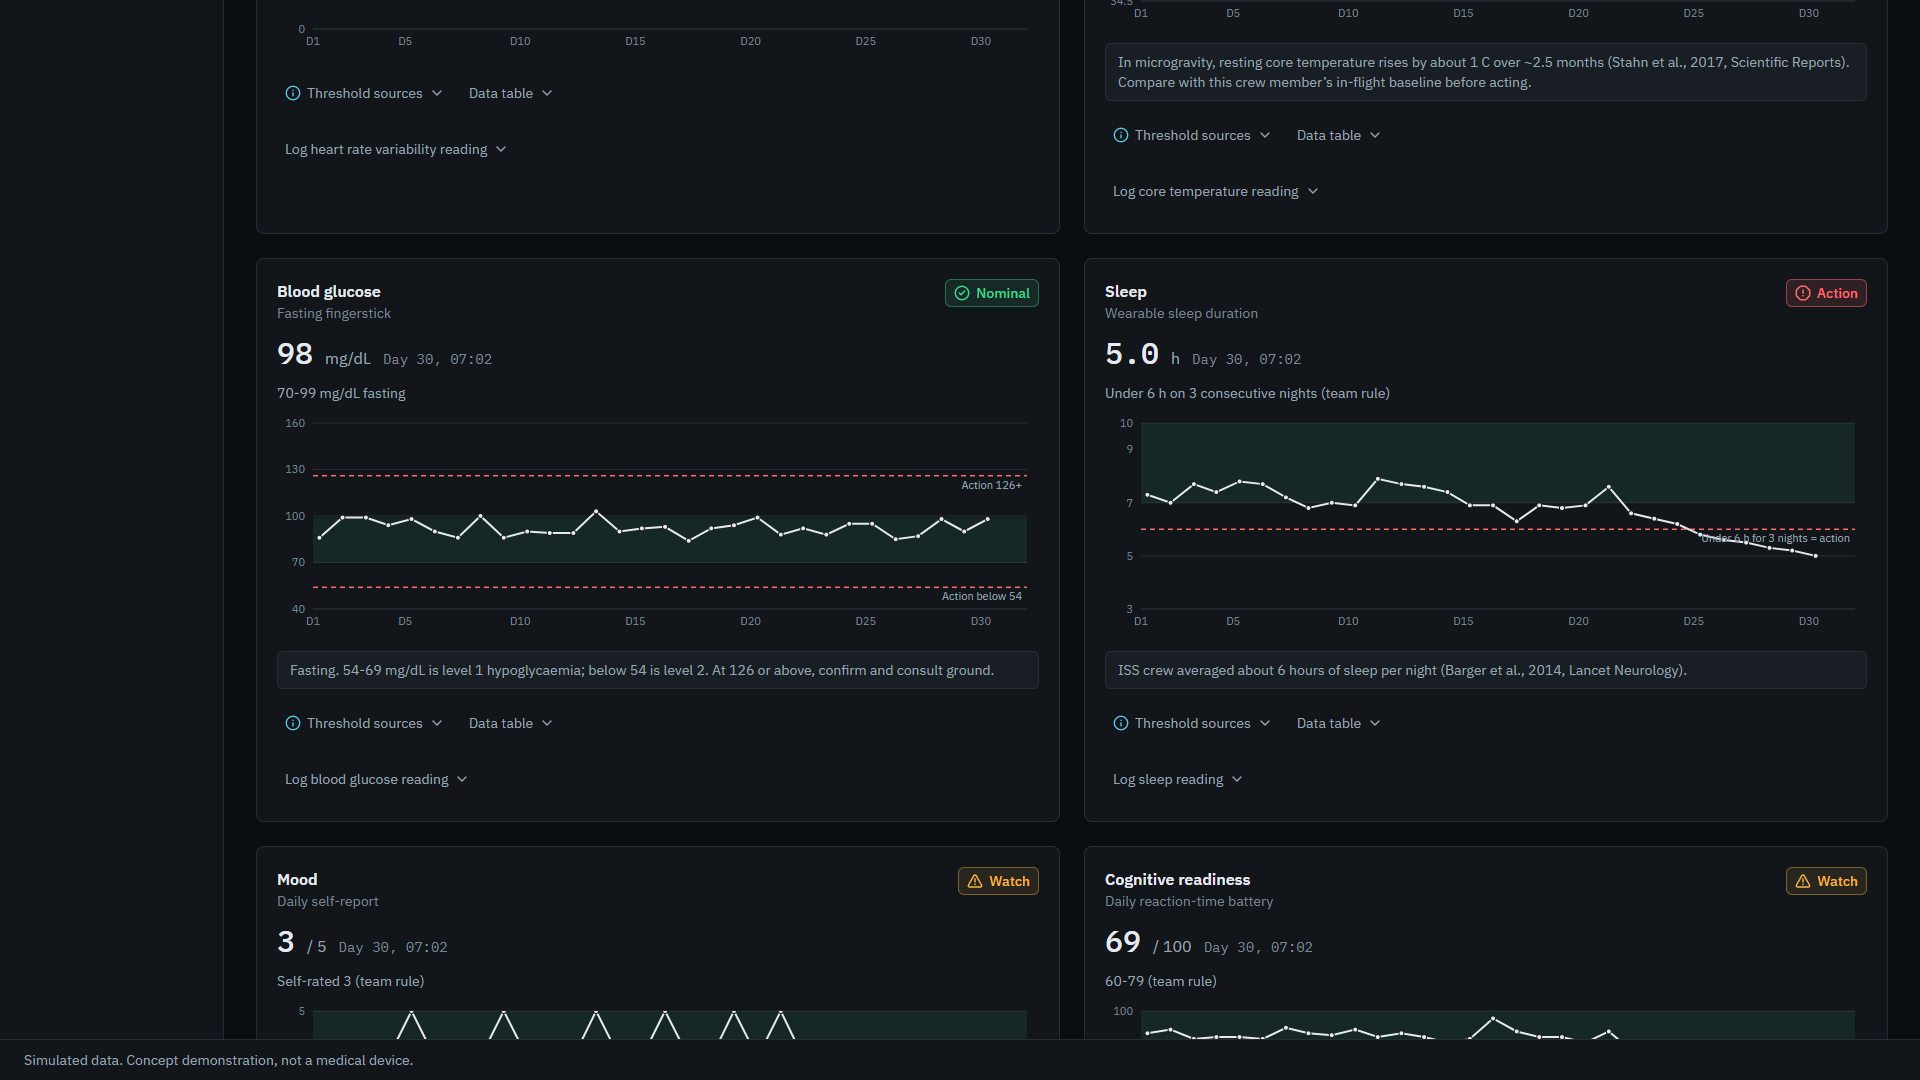 0
D1 D5 D10 D15 D20 D25 D30
Threshold sources Data table
Log heart rate variability reading
34.5
D1 D5 D10 D15 D20 D25 D30
In microgravity, resting core temperature rises by about 1 C over ~2.5 months (Stahn et al., 2017, Scientific Reports).
Compare with this crew member’s in-flight baseline before acting.
Threshold sources Data table
Log core temperature reading
Blood glucose
Nominal
Fasting fingerstick
98 mg/dL Day 30, 07:02
70-99 mg/dL fasting
160
130
Action 126+
100
70
Action below 54
40
D1 D5 D10 D15 D20 D25 D30
Fasting. 54-69 mg/dL is level 1 hypoglycaemia; below 54 is level 2. At 126 or above, confirm and consult ground.
Threshold sources Data table
Log blood glucose reading
Sleep
Action
Wearable sleep duration
5.0 h Day 30, 07:02
Under 6 h on 3 consecutive nights (team rule)
10
9
7
Under 6 h for 3 nights = action
5
3
D1 D5 D10 D15 D20 D25 D30
ISS crew averaged about 6 hours of sleep per night (Barger et al., 2014, Lancet Neurology).
Threshold sources Data table
Log sleep reading
Mood
Watch
Daily self-report
3 / 5 Day 30, 07:02
Self-rated 3 (team rule)
5
Cognitive readiness
Watch
Daily reaction-time battery
69 / 100 Day 30, 07:02
60-79 (team rule)
100
Simulated data. Concept demonstration, not a medical device.